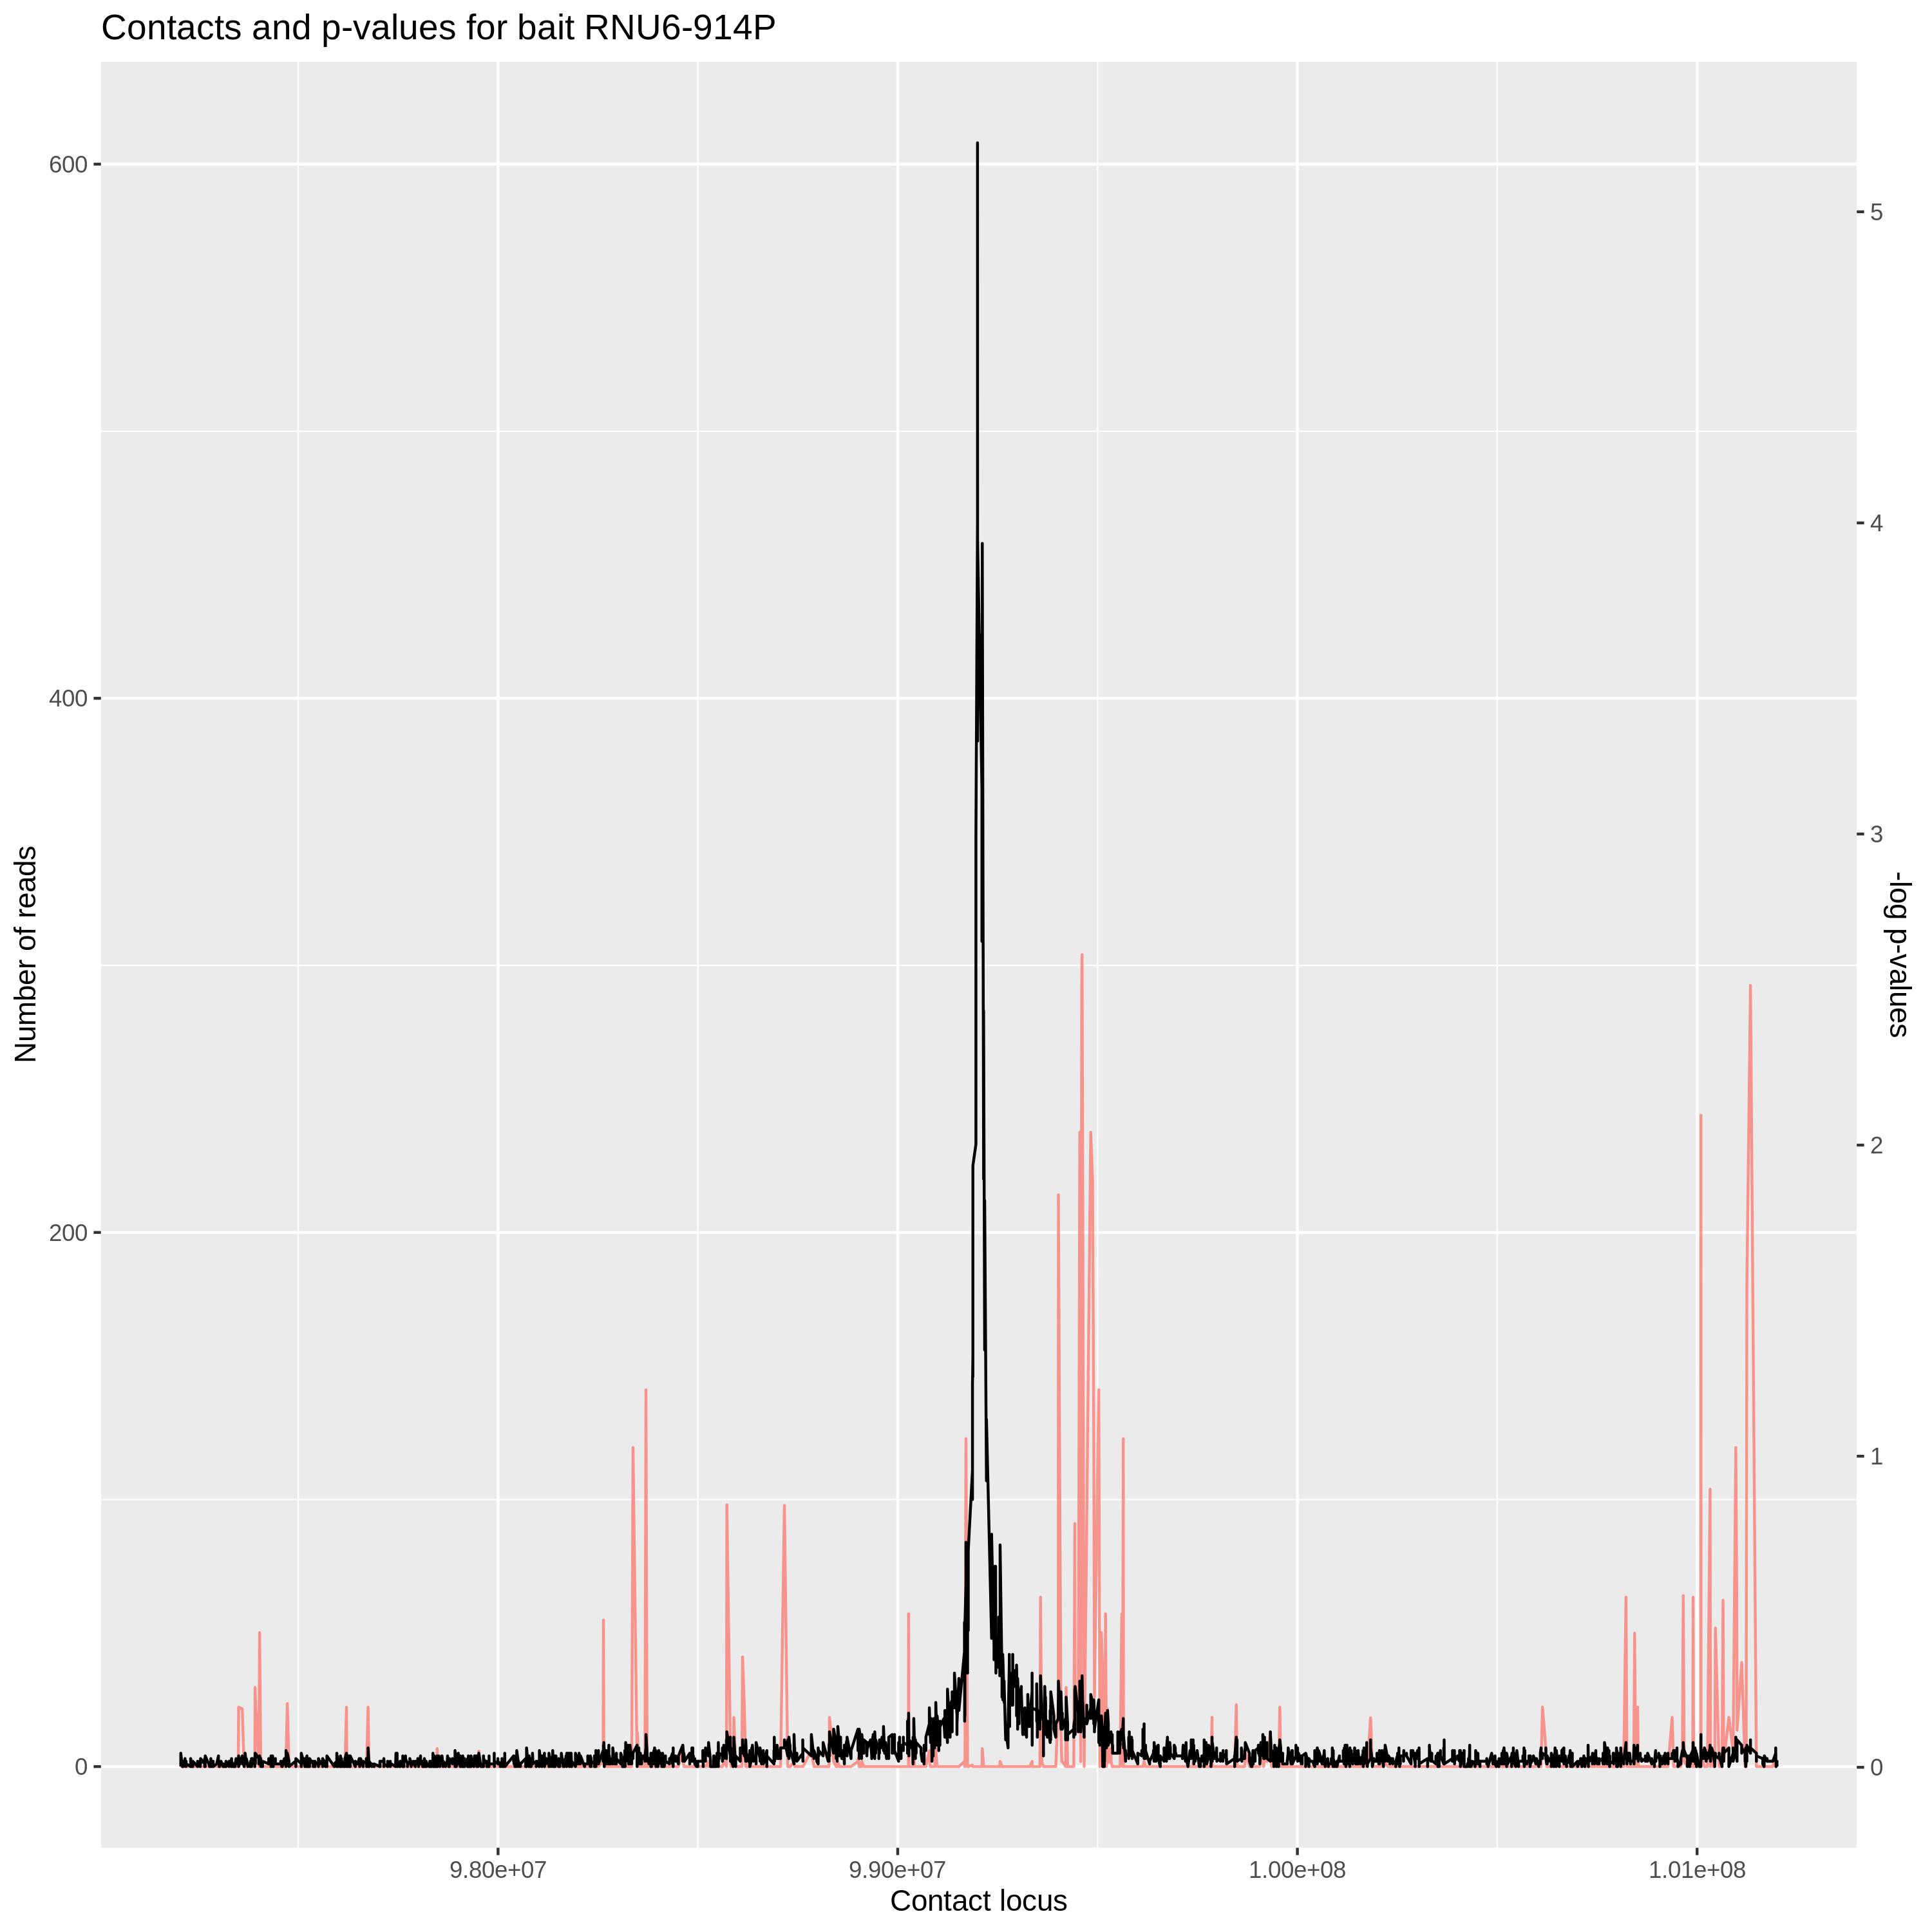 Contacts and p-values for bait RNU6-914P
600
400
200
0
Number of reads
5
4
3
2
1
0
-log p-values
9.80e+07
9.90e+07
1.00e+08
1.01e+08
Contact locus